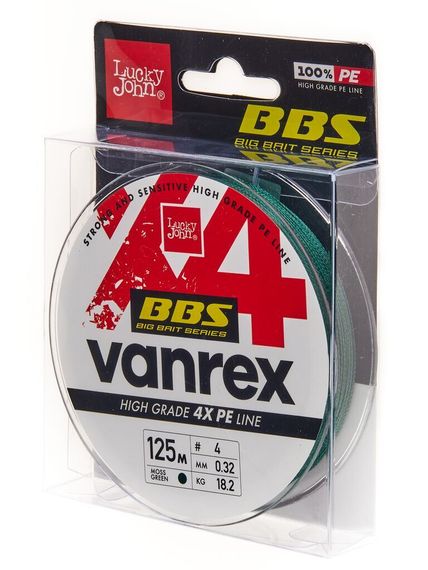 Lucky
John®
100% PE
HIGH GRADE PE LINE
BBS
BIG BAIT SERIES
STRONG AND SENSITIVE HIGH GRADE PE LINE
Lucky
John®
X4
BBS
BIG BAIT SERIES
vanrex
HIGH GRADE 4X PE LINE
125M
# 4
MOSS
GREEN
MM 0.32
KG 18.2